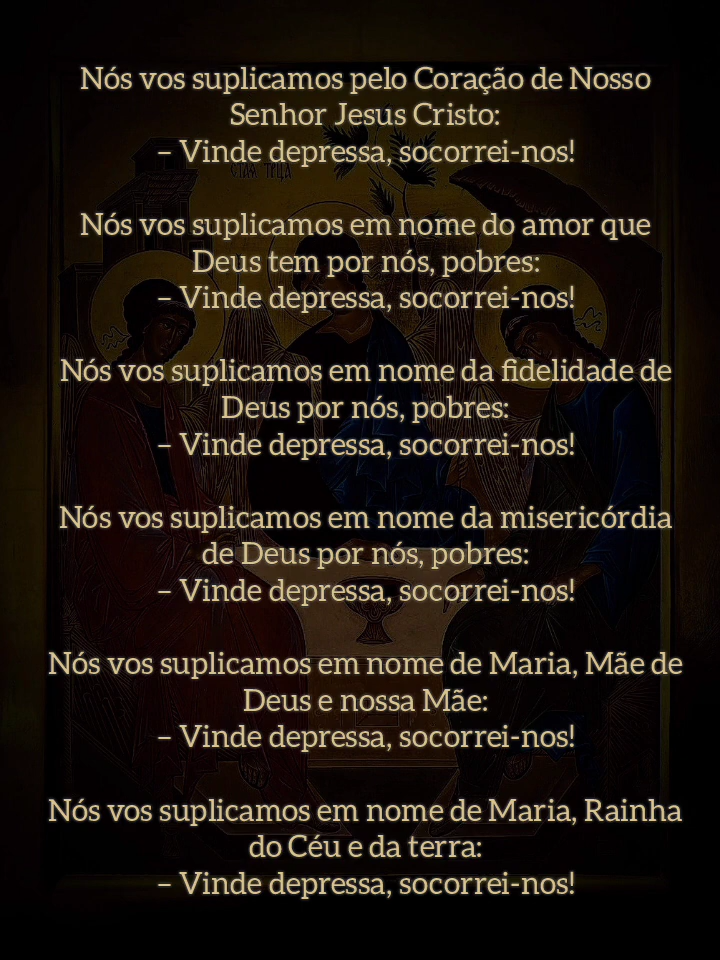 Nós vos suplicamos pelo Coração de Nosso
Senhor Jesus Cristo:
– Vinde depressa, socorrei-nos!
Nós vos suplicamos em nome do amor que
Deus tem por nós, pobres:
– Vinde depressa, socorrei-nos!
Nós vos suplicamos em nome da fidelidade de
Deus por nós, pobres:
– Vinde depressa, socorrei-nos!
Nós vos suplicamos em nome da misericórdia
de Deus por nós, pobres:
– Vinde depressa, socorrei-nos!
Nós vos suplicamos em nome de Maria, Mãe de
Deus e nossa Mãe:
– Vinde depressa, socorrei-nos!
Nós vos suplicamos em nome de Maria, Rainha
do Céu e da terra:
– Vinde depressa, socorrei-nos!